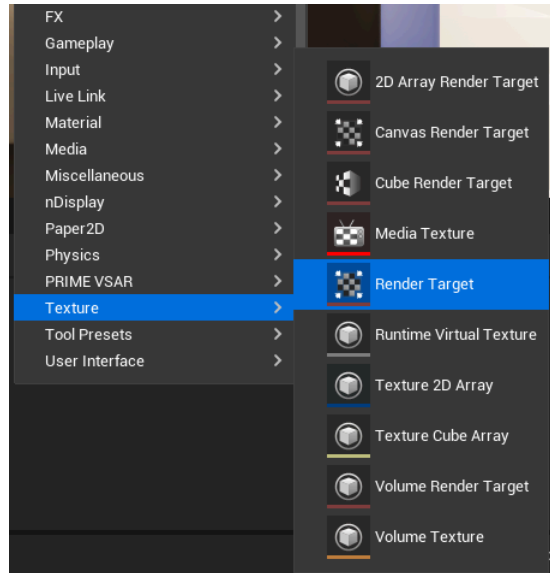 FX
Gameplay
Input
Live Link
Material
Media
Miscellaneous
nDisplay
Paper2D
Physics
PRIME VSAR
Texture
Tool Presets
User Interface
2D Array Render Target
Canvas Render Target
Cube Render Target
Media Texture
Render Target
Runtime Virtual Texture
Texture 2D Array
Texture Cube Array
Volume Render Target
Volume Texture